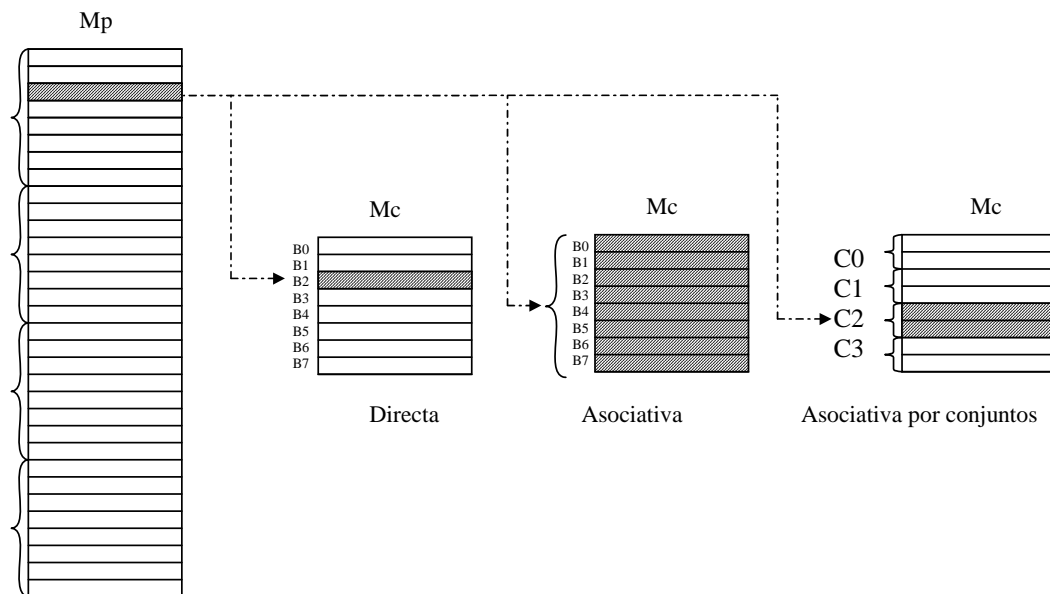 Mp
Mc
B0
B1
B2
B3
B4
B5
B6
B7
Directa
Mc
B0
B1
B2
B3
B4
B5
B6
B7
Asociativa
Mc
C0
C1
C2
C3
Asociativa por conjuntos